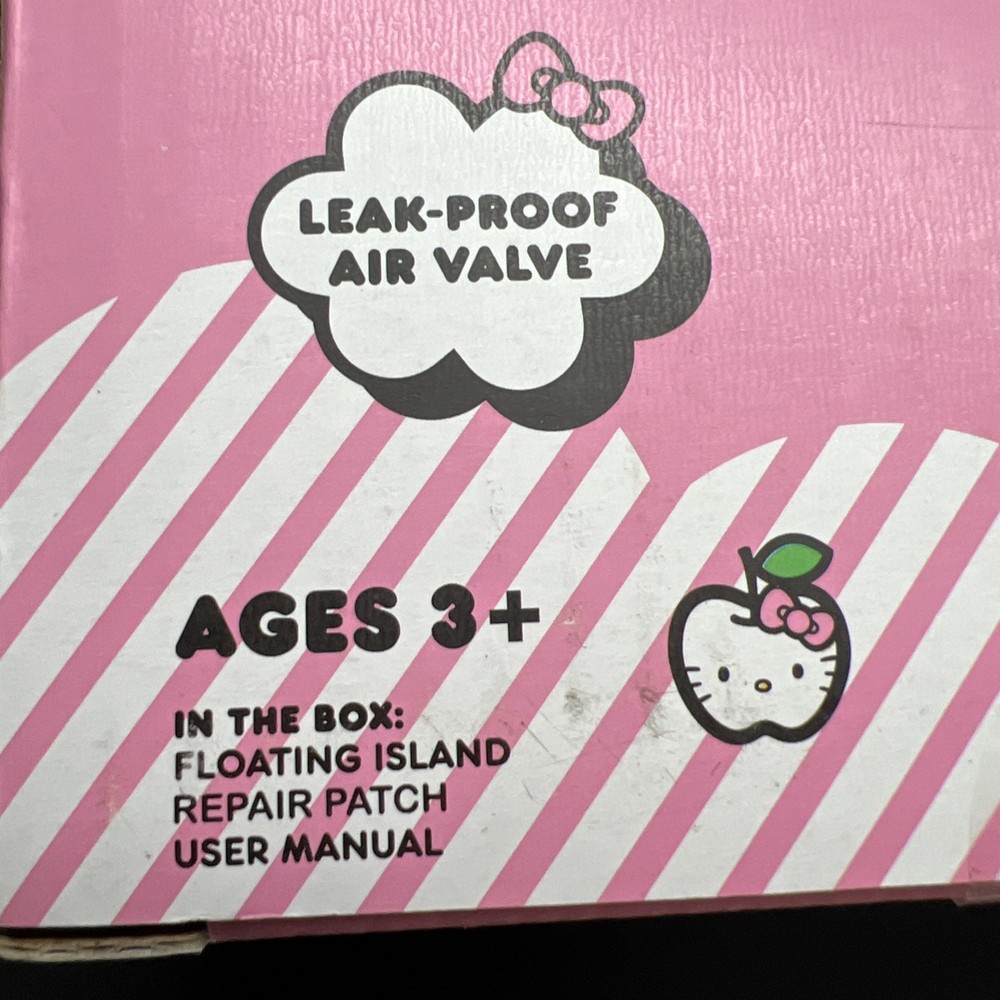 LEAK-PROOF
AIR VALVE
AGES 3+
IN THE BOX:
FLOATING ISLAND
REPAIR PATCH
USER MANUAL